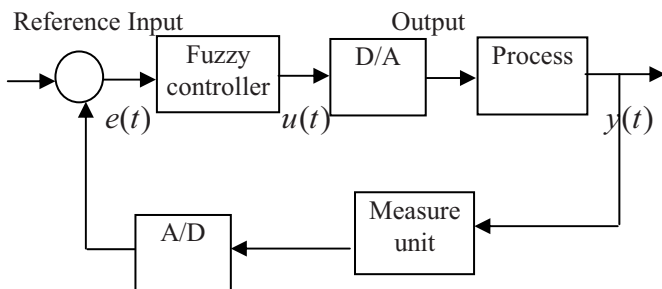 Reference Input
Output
Fuzzy
controller
D/A
Process
e(t)
u(t)
y(t)
A/D
Measure
unit